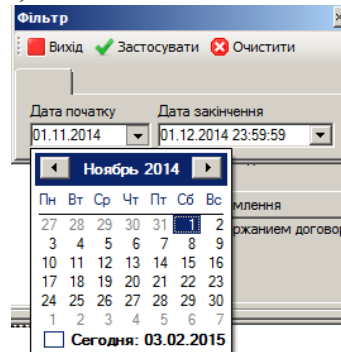 Фільтр
Вихід Застосувати Очистити
Дата початку Дата закінчення
01.11.2014 01.12.2014 23:59:59
Ноябрь 2014
Пн Вт Ср Чт Пт Сб Вс
млення
27 28 29 30 31 1 2
ржанием договор
3 4 5 6 7 8 9
10 11 12 13 14 15 16
17 18 19 20 21 22 23
24 25 26 27 28 29 30
1 2 3 4 5 6 7
Сегодня: 03.02.2015